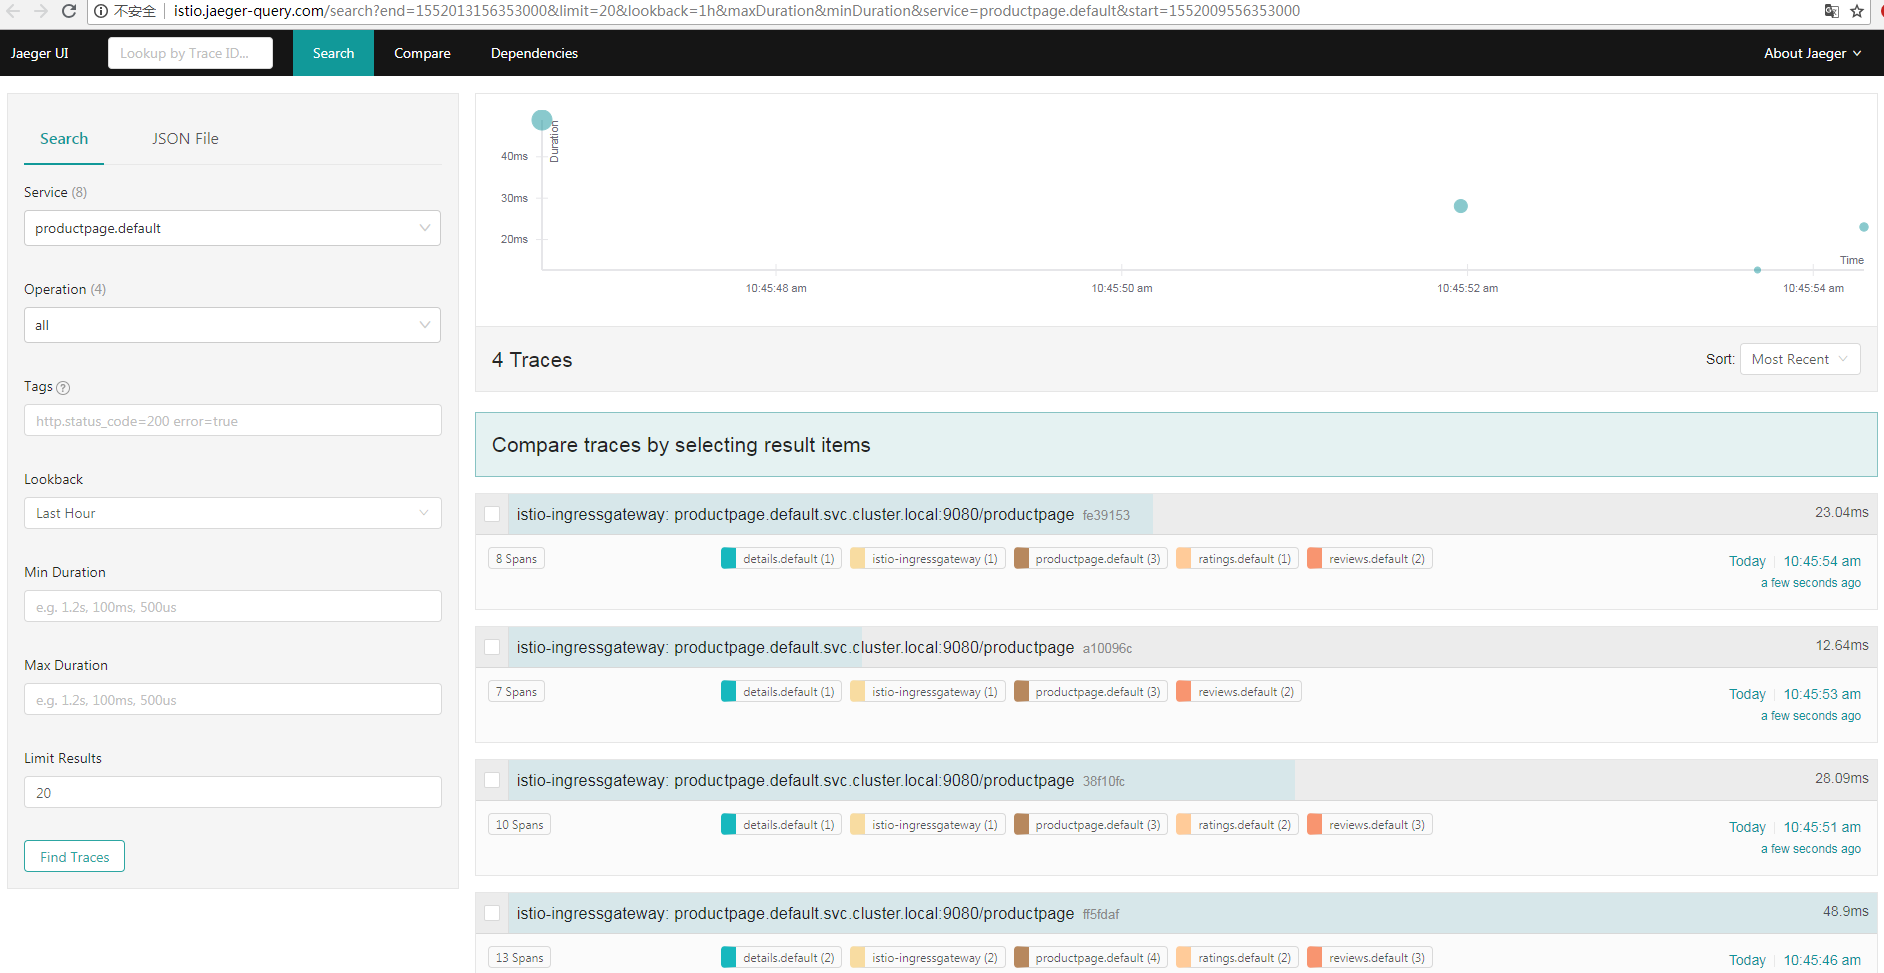 不安全 istio.jaeger-query.com/search?end=1552013156353000&limit=20&lookback=1h&maxDuration&minDuration&service=productpage.default&start=1552009556353000
Jaeger UI Lookup by Trace ID... Search Compare Dependencies About Jaeger
Search JSON File
Service (8)
productpage.default
Operation (4)
all
Tags ?
http.status_code=200 error=true
Lookback
Last Hour
Min Duration
e.g. 1.2s, 100ms, 500us
Max Duration
e.g. 1.2s, 100ms, 500us
Limit Results
20
Find Traces
Duration
40ms
30ms
20ms
Time
10:45:48 am 10:45:50 am 10:45:52 am 10:45:54 am
4 Traces Sort: Most Recent
Compare traces by selecting result items
istio-ingressgateway: productpage.default.svc.cluster.local:9080/productpage fe39153 23.04ms
8 Spans details.default (1) istio-ingressgateway (1) productpage.default (3) ratings.default (1) reviews.default (2) Today 10:45:54 am
a few seconds ago
istio-ingressgateway: productpage.default.svc.cluster.local:9080/productpage a10096c 12.64ms
7 Spans details.default (1) istio-ingressgateway (1) productpage.default (3) reviews.default (2) Today 10:45:53 am
a few seconds ago
istio-ingressgateway: productpage.default.svc.cluster.local:9080/productpage 38f10fc 28.09ms
10 Spans details.default (1) istio-ingressgateway (1) productpage.default (3) ratings.default (2) reviews.default (3) Today 10:45:51 am
a few seconds ago
istio-ingressgateway: productpage.default.svc.cluster.local:9080/productpage ff5fdaf 48.9ms
13 Spans details.default (2) istio-ingressgateway (2) productpage.default (4) ratings.default (2) reviews.default (3) Today 10:45:46 am